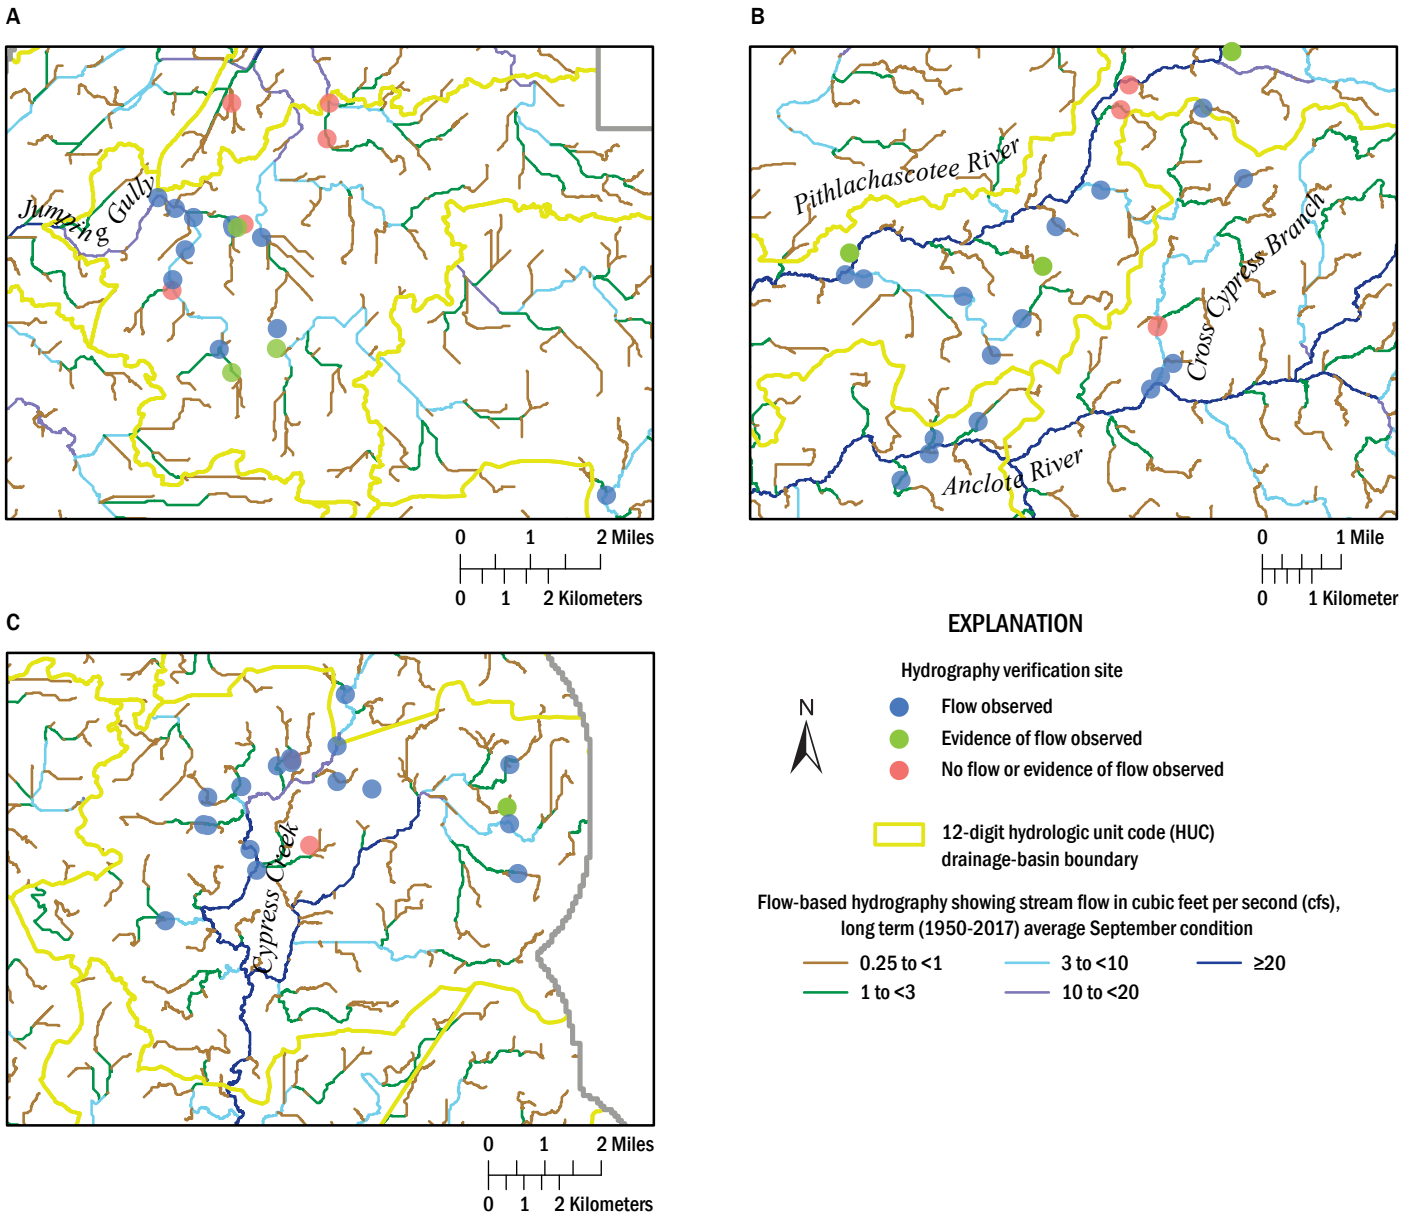 A
Jumping Gully
0 1 2 Miles
0 1 2 Kilometers
B
Pithlachascotee River
Cross Cypress Branch
Anclote River
0 1 Mile
0 1 Kilometer
C
Cypress Creek
0 1 2 Miles
0 1 2 Kilometers
EXPLANATION
Hydrography verification site
Flow observed
Evidence of flow observed
No flow or evidence of flow observed
N
12-digit hydrologic unit code (HUC)
drainage-basin boundary
Flow-based hydrography showing stream flow in cubic feet per second (cfs),
long term (1950-2017) average September condition
0.25 to <1
3 to <10
≥20
1 to <3
10 to <20